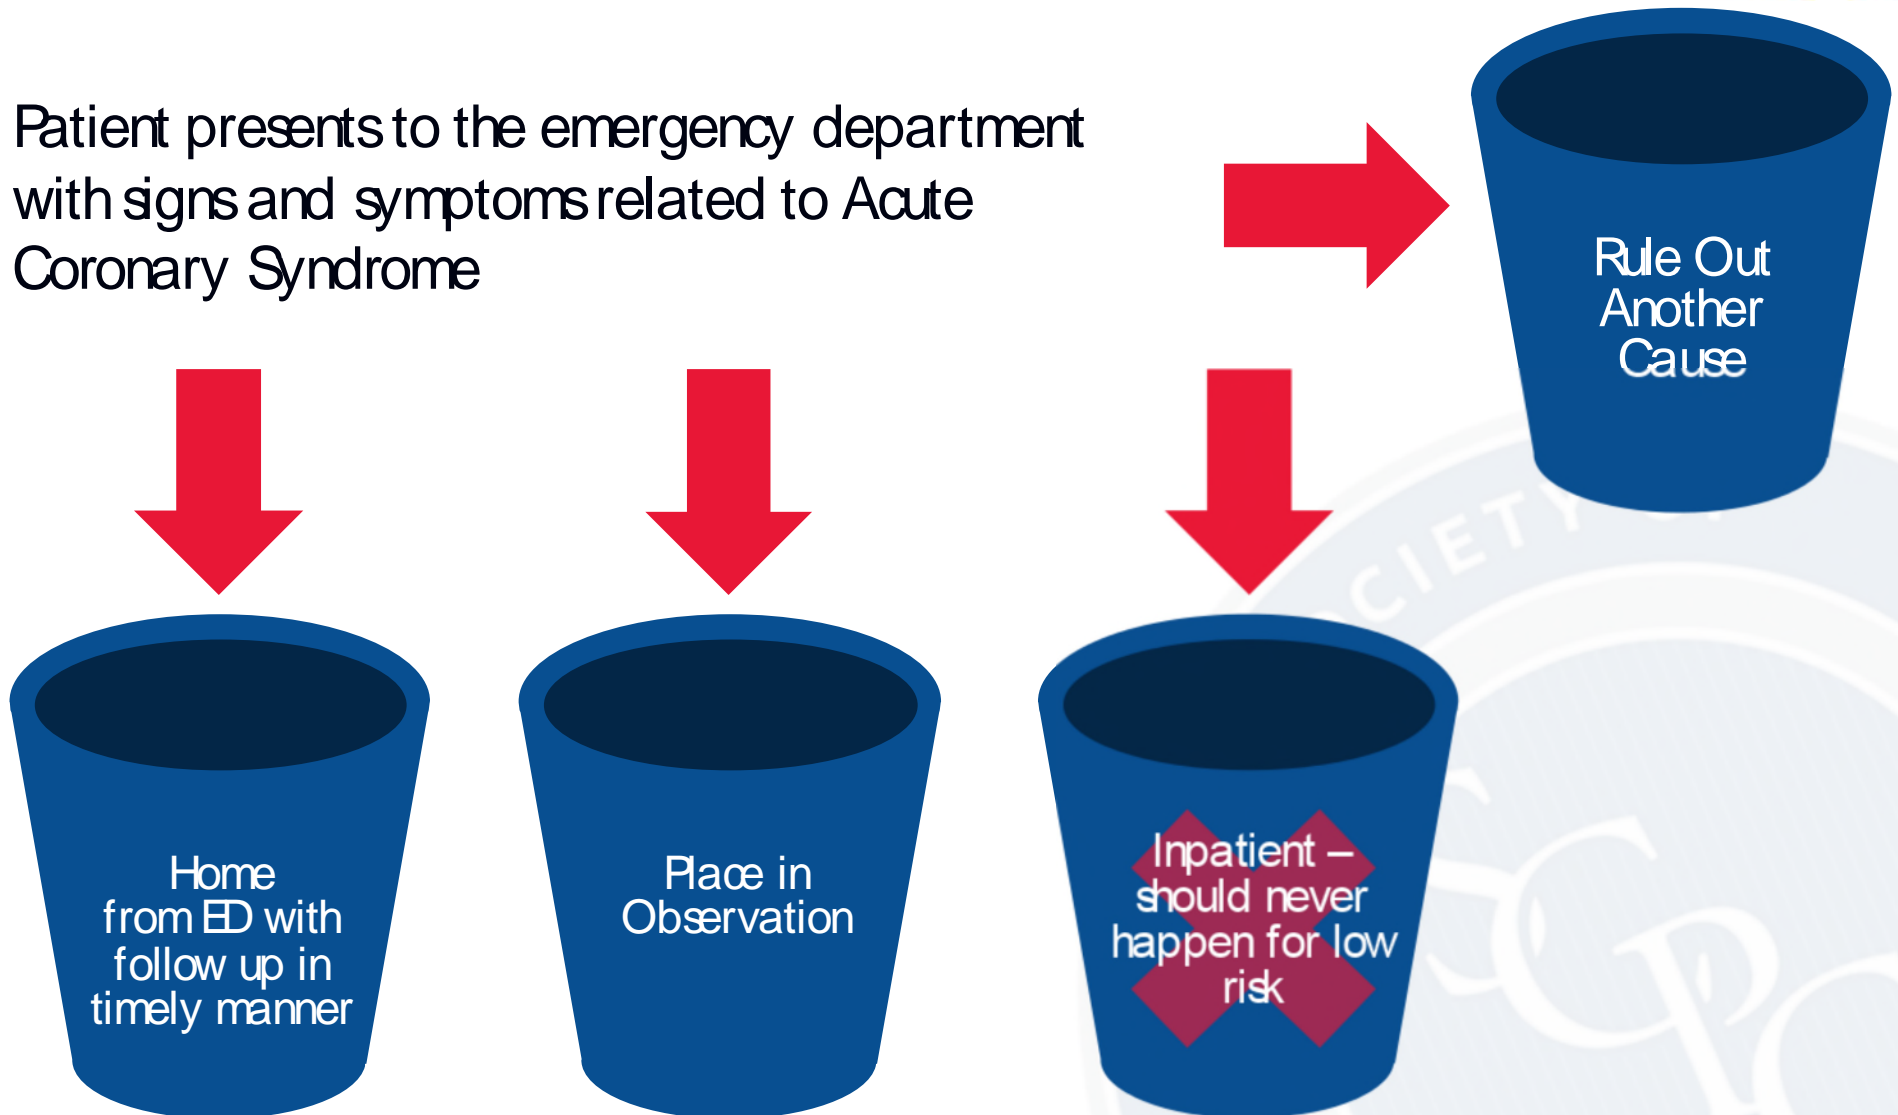 Patient presents to the emergency department
with signs and symptoms related to Acute
Coronary Syndrome
Rule Out
Another
Cause
Home
from ED with
follow up in
timely manner
Place in
Observation
Inpatient –
should never
happen for low
risk
SCPC